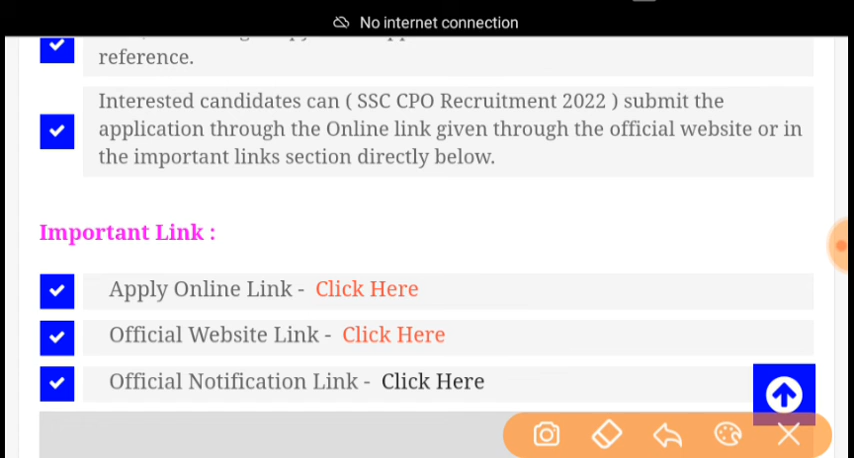 No internet connection
reference.
Interested candidates can ( SSC CPO Recruitment 2022 ) submit the
application through the Online link given through the official website or in
the important links section directly below.
Important Link :
Apply Online Link - Click Here
Official Website Link - Click Here
Official Notification Link - Click Here